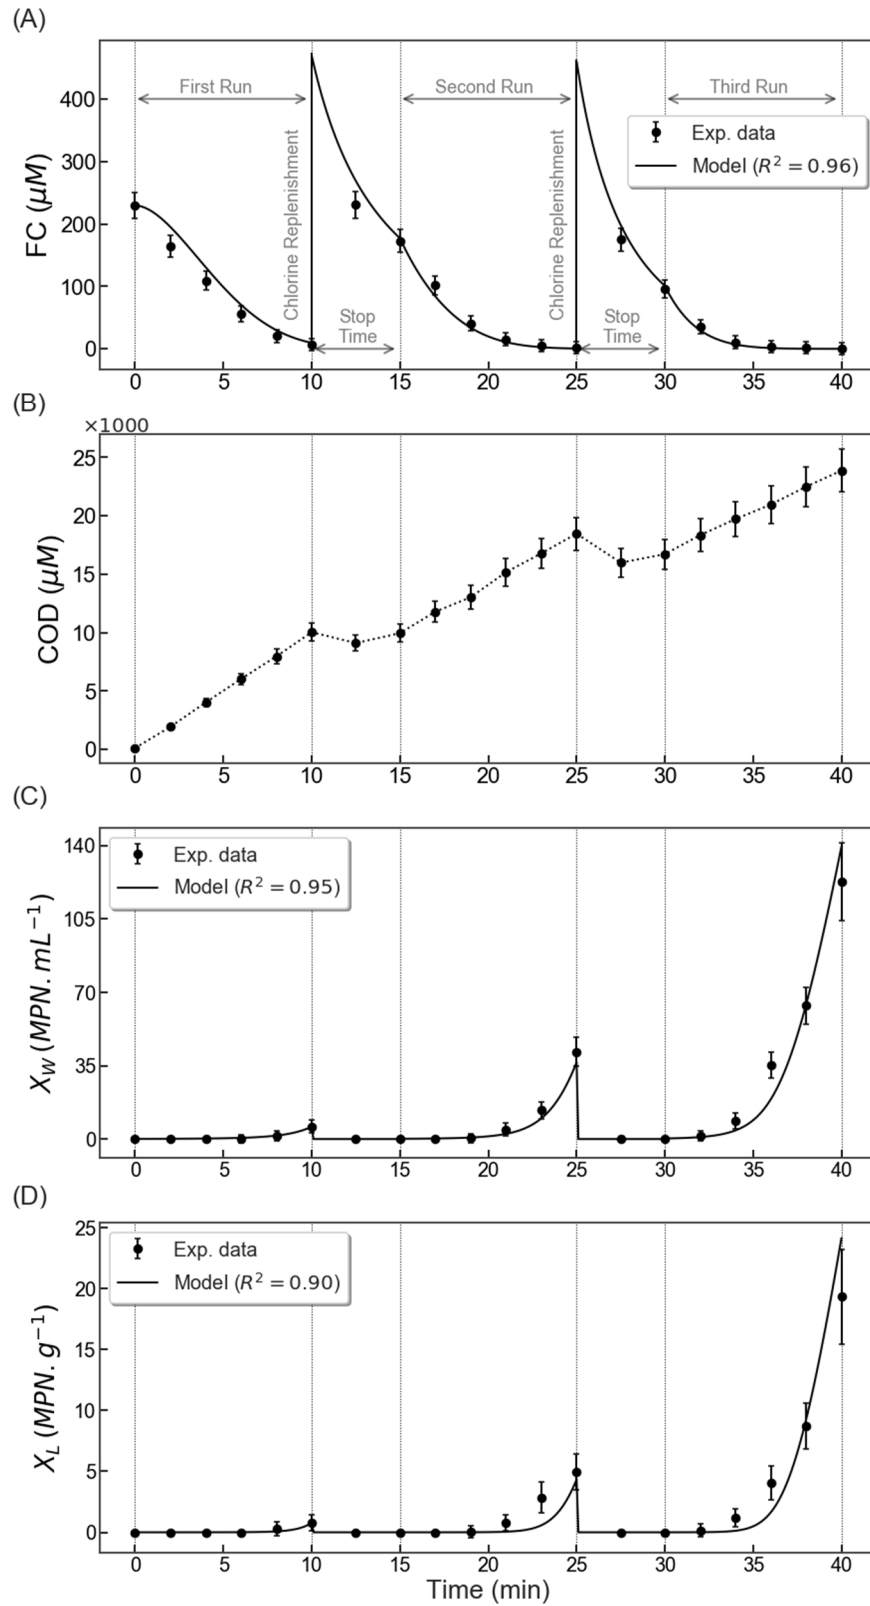 (A)
First Run
Second Run
Third Run
400
300
200
100
0
FC (μM)
Chlorine Replenishment
Stop
Time
Chlorine Replenishment
Stop
Time
Exp. data
Model (R² = 0.96)
0 5 10 15 20 25 30 35 40
(B)
×1000
25
20
15
10
5
0
COD (μM)
0 5 10 15 20 25 30 35 40
(C)
140
105
70
35
0
X_W (MPN. mL⁻¹)
Exp. data
Model (R² = 0.95)
0 5 10 15 20 25 30 35 40
(D)
25
20
15
10
5
0
X_L (MPN. g⁻¹)
Exp. data
Model (R² = 0.90)
0 5 10 15 20 25 30 35 40
Time (min)